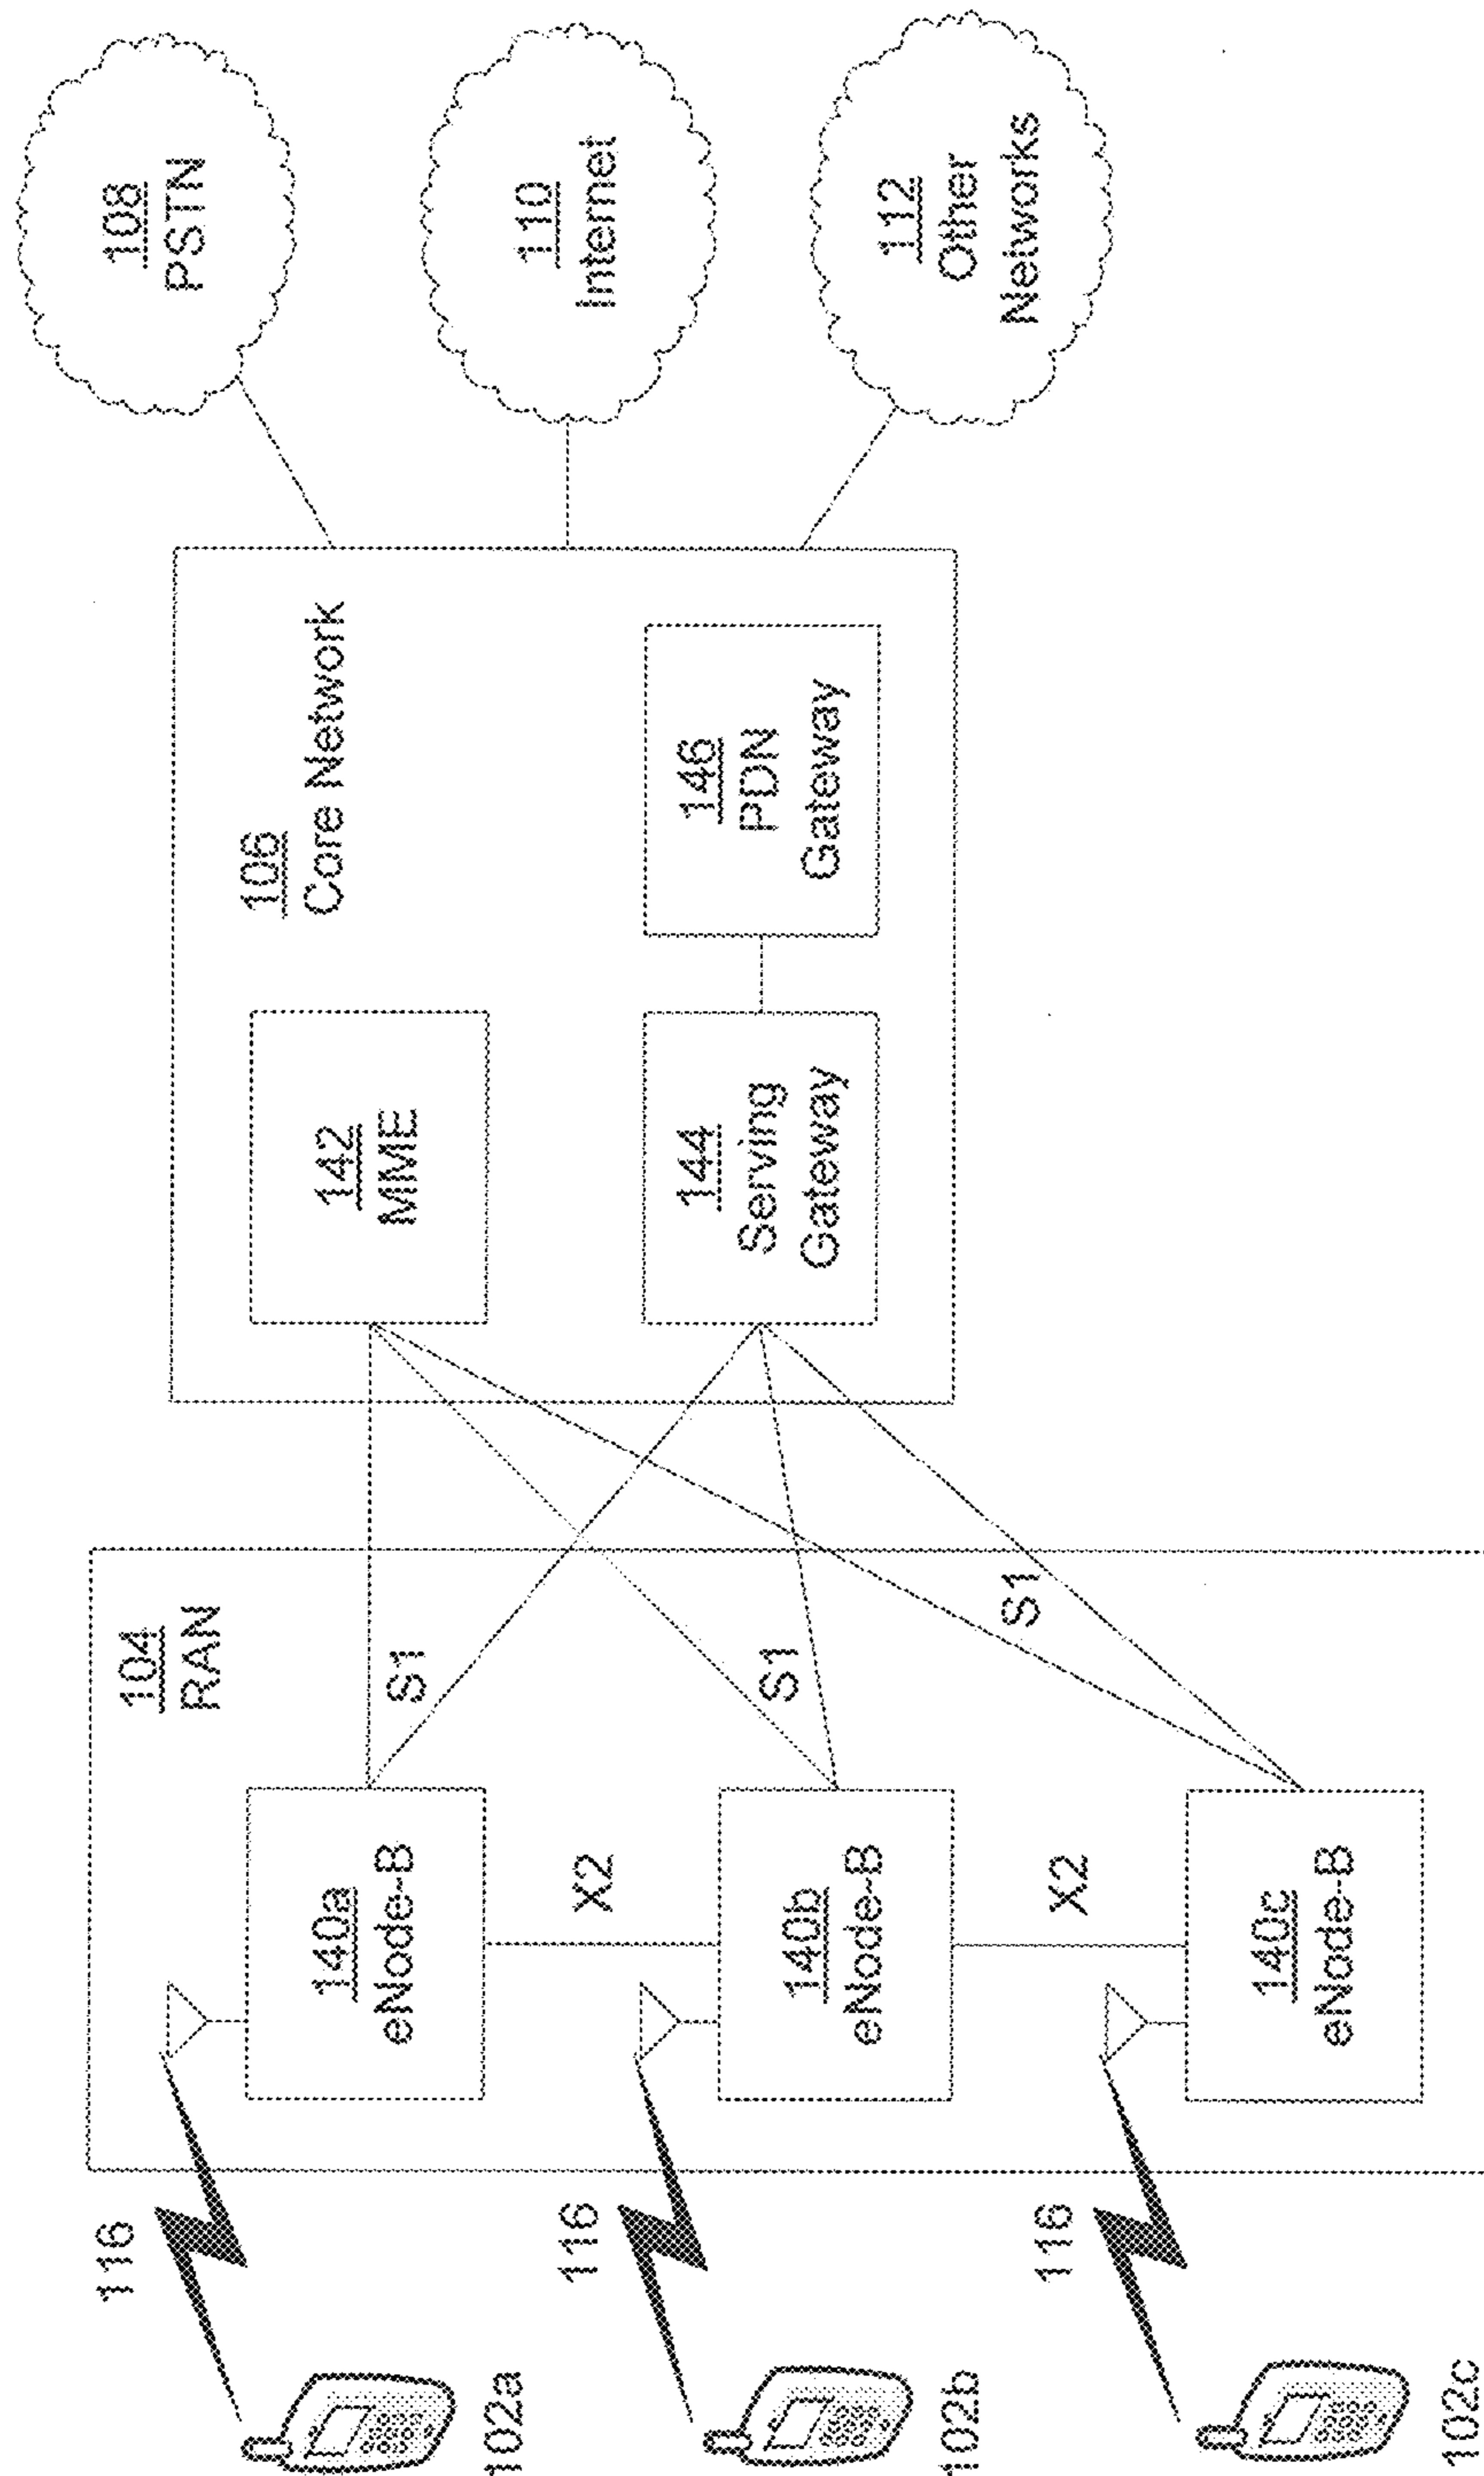 116
102a
116
102b
116
102c
104
RAN
140a
eNode-B
X2
140b
eNode-B
X2
140c
eNode-B
S1
S1
S1
106
Core Network
142
MME
144
Serving
Gateway
146
PDN
Gateway
108
PSTN
110
Internet
112
Other
Networks